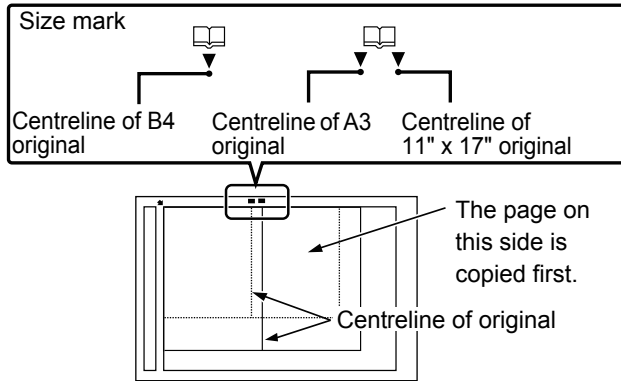 Size mark
Centreline of B4
original
Centreline of A3
original
Centreline of
11" x 17" original
The page on
this side is
copied first.
Centreline of original